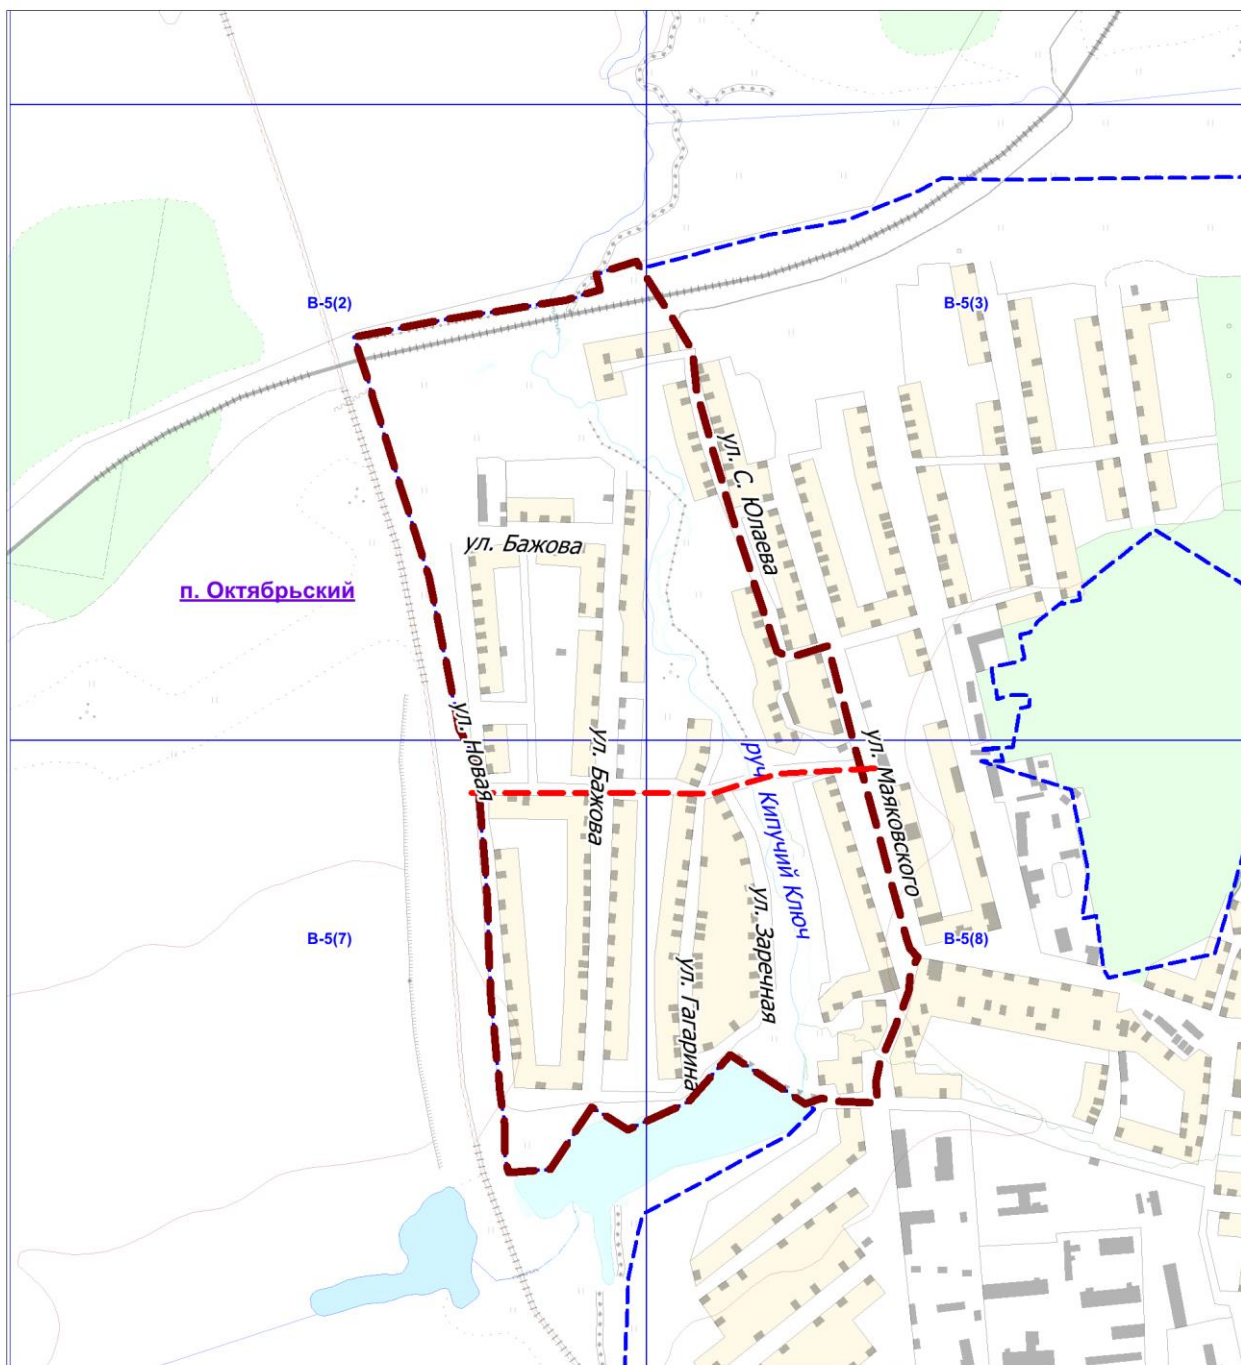 В-5(2)
В-5(3)
ул. С. Юлаева
ул. Бажова
п. Октябрьский
ул. Новая
ул. Бажова
руч. Кипучий Ключ
ул. Маяковского
ул. Заречная
В-5(7)
В-5(8)
ул. Гагарина